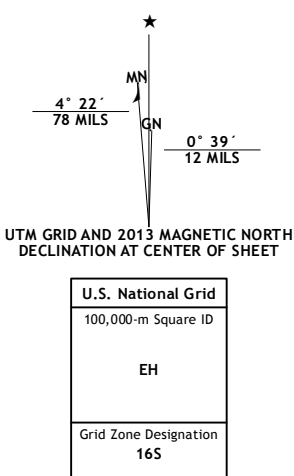 ★
MN
GN
4° 22´
78 MILS
0° 39´
12 MILS
UTM GRID AND 2013 MAGNETIC NORTH
DECLINATION AT CENTER OF SHEET
U.S. National Grid
100,000-m Square ID
EH
Grid Zone Designation
16S